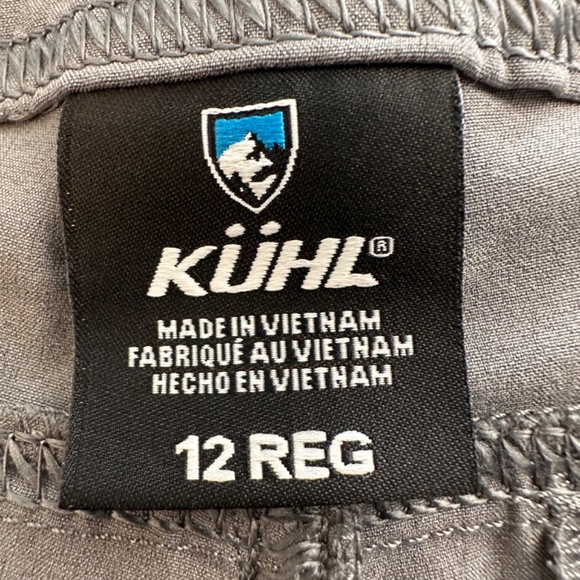 KÜHL®
MADE IN VIETNAM
FABRIQUÉ AU VIETNAM
HECHO EN VIETNAM
12 REG